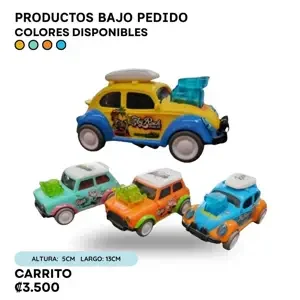 PRODUCTOS BAJO PEDIDO
COLORES DISPONIBLES
ALTURA: 5CM LARGO: 13CM
CARRITO
₡3.500